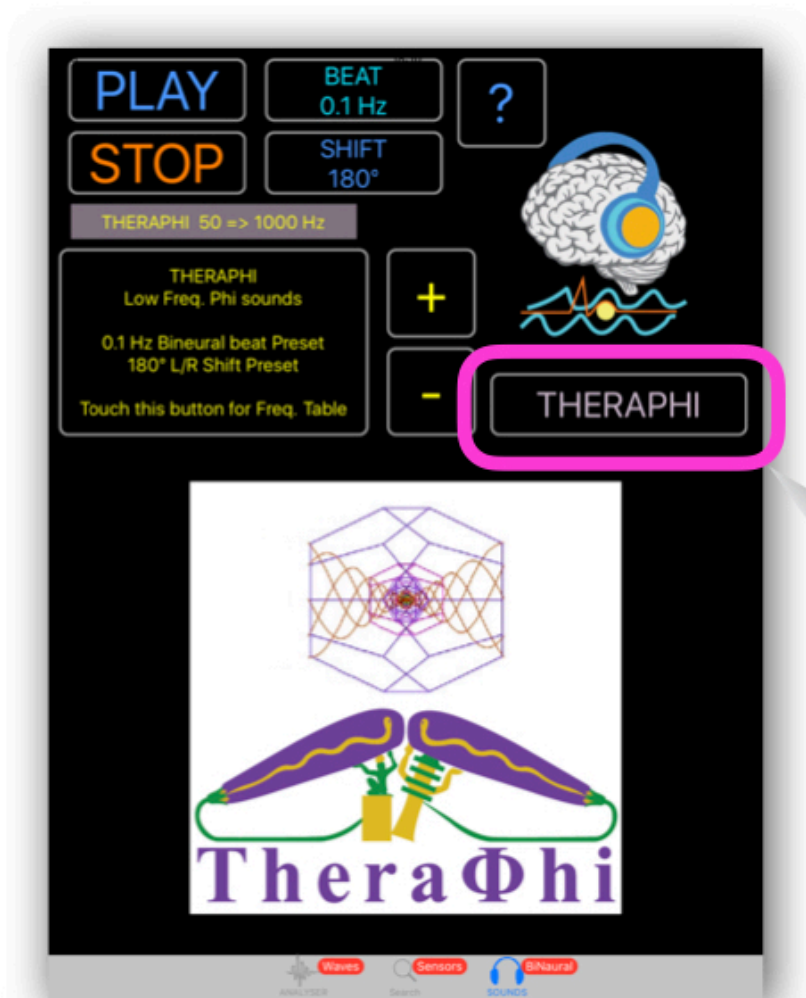 PLAY
BEAT
0.1 Hz
?
STOP
SHIFT
180°
THERAPHI 50 => 1000 Hz
THERAPHI
Low Freq. Phi sounds
0.1 Hz Bineural beat Preset
180° L/R Shift Preset
Touch this button for Freq. Table
+
-
THERAPHI
TheraΦhi
Waves
Sensors
BiNaural
ANALYSER
Search
SOUNDS